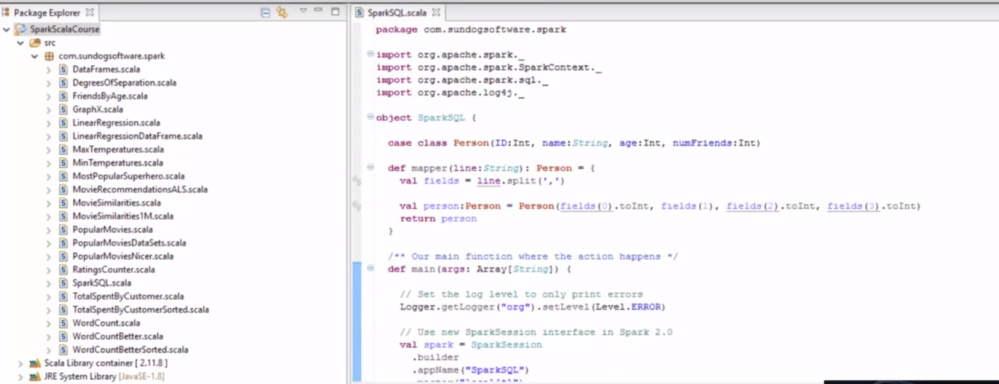 Package Explorer
SparkScalaCourse
src
com.sundogsoftware.spark
DataFrames.scala
DegreesOfSeparation.scala
FriendsByAge.scala
GraphX.scala
LinearRegression.scala
LinearRegressionDataFrame.scala
MaxTemperatures.scala
MinTemperatures.scala
MostPopularSuperhero.scala
MovieRecommendationsALS.scala
MovieSimilarities.scala
MovieSimilarities1M.scala
PopularMovies.scala
PopularMoviesDataSets.scala
PopularMoviesNicer.scala
RatingsCounter.scala
SparkSQL.scala
TotalSpentByCustomer.scala
TotalSpentByCustomerSorted.scala
WordCount.scala
WordCountBetter.scala
WordCountBetterSorted.scala
Scala Library container [ 2.11.8 ]
JRE System Library [JavaSE-1.8]
SparkSQL.scala
package com.sundogsoftware.spark
import org.apache.spark._
import org.apache.spark.SparkContext._
import org.apache.spark.sql._
import org.apache.log4j._
object SparkSQL {
case class Person(ID:Int, name:String, age:Int, numFriends:Int)
def mapper(line:String): Person = {
val fields = line.split(',')
val person:Person = Person(fields(0).toInt, fields(1), fields(2).toInt, fields(3).toInt)
return person
}
/** Our main function where the action happens */
def main(args: Array[String]) {
// Set the log level to only print errors
Logger.getLogger("org").setLevel(Level.ERROR)
// Use new SparkSession interface in Spark 2.0
val spark = SparkSession
.builder
.appName("SparkSQL")